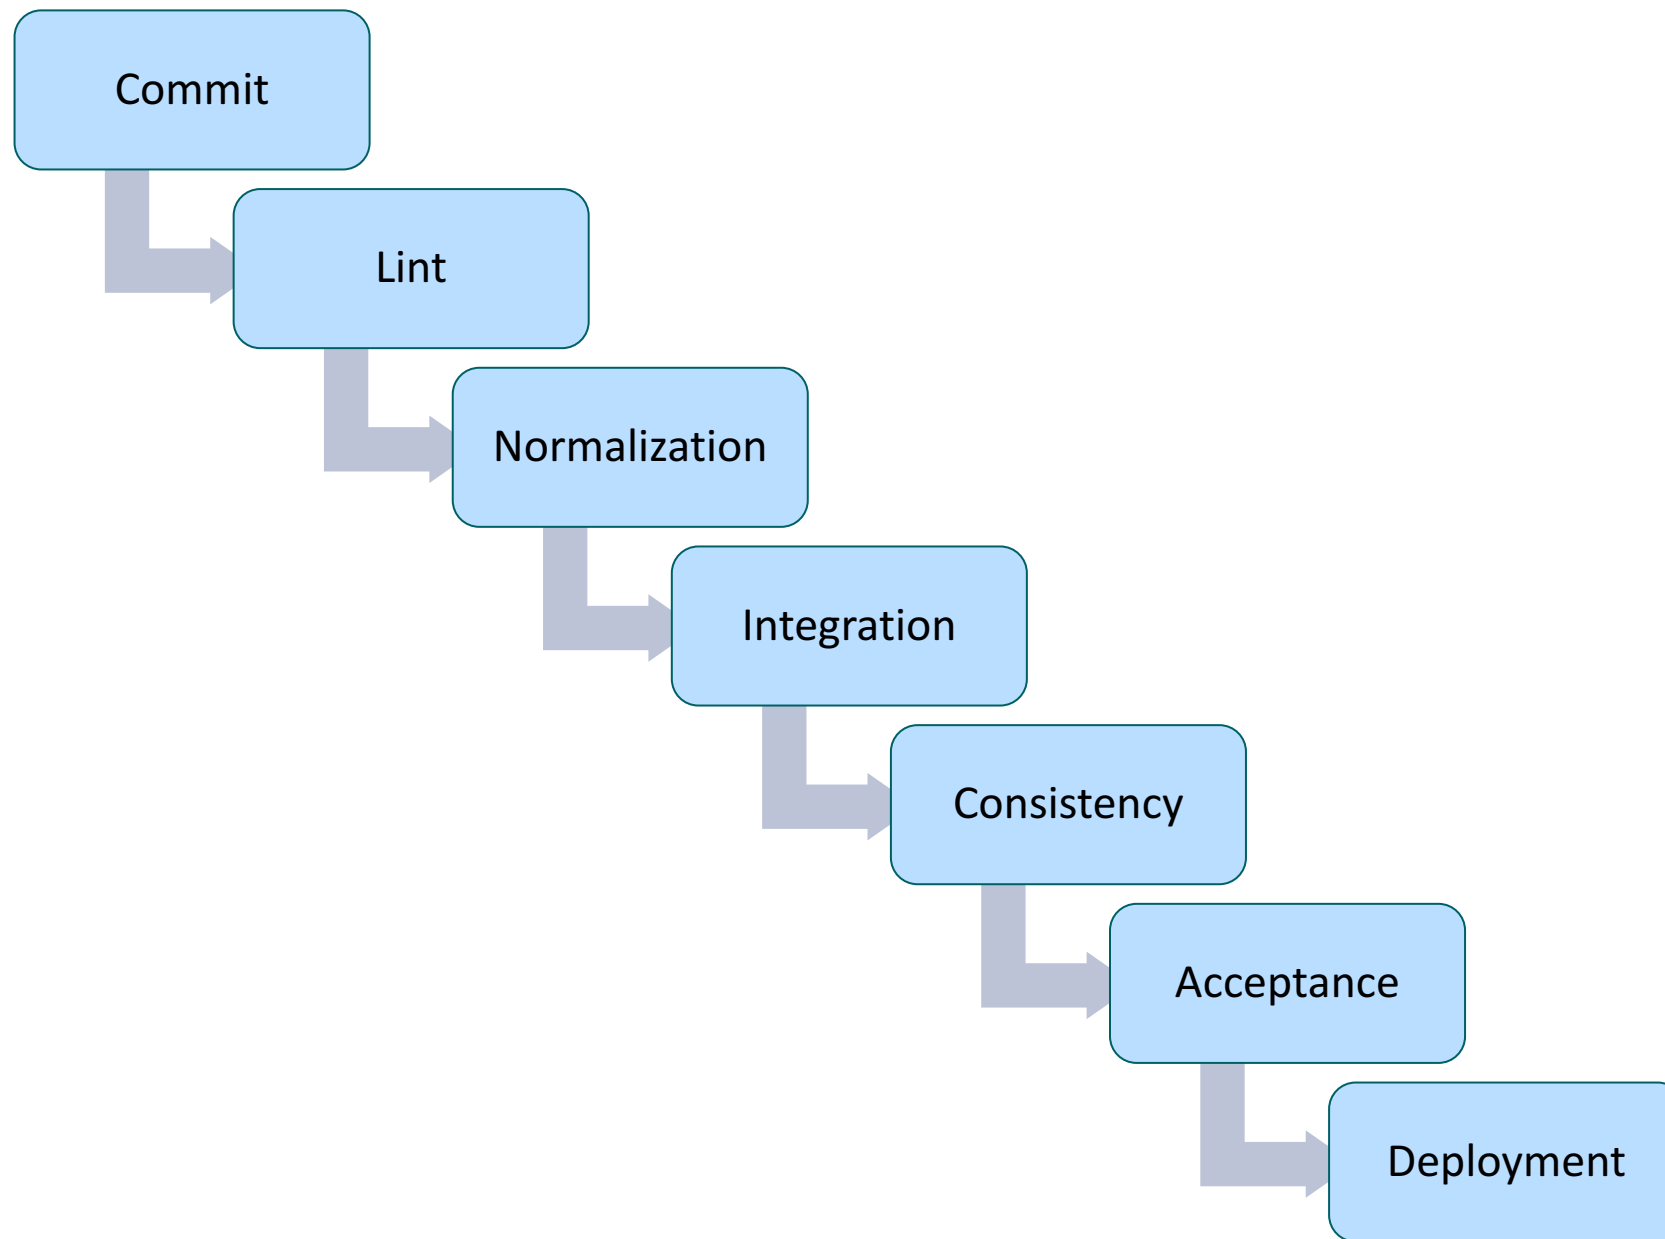 Commit
Lint
Normalization
Integration
Consistency
Acceptance
Deployment